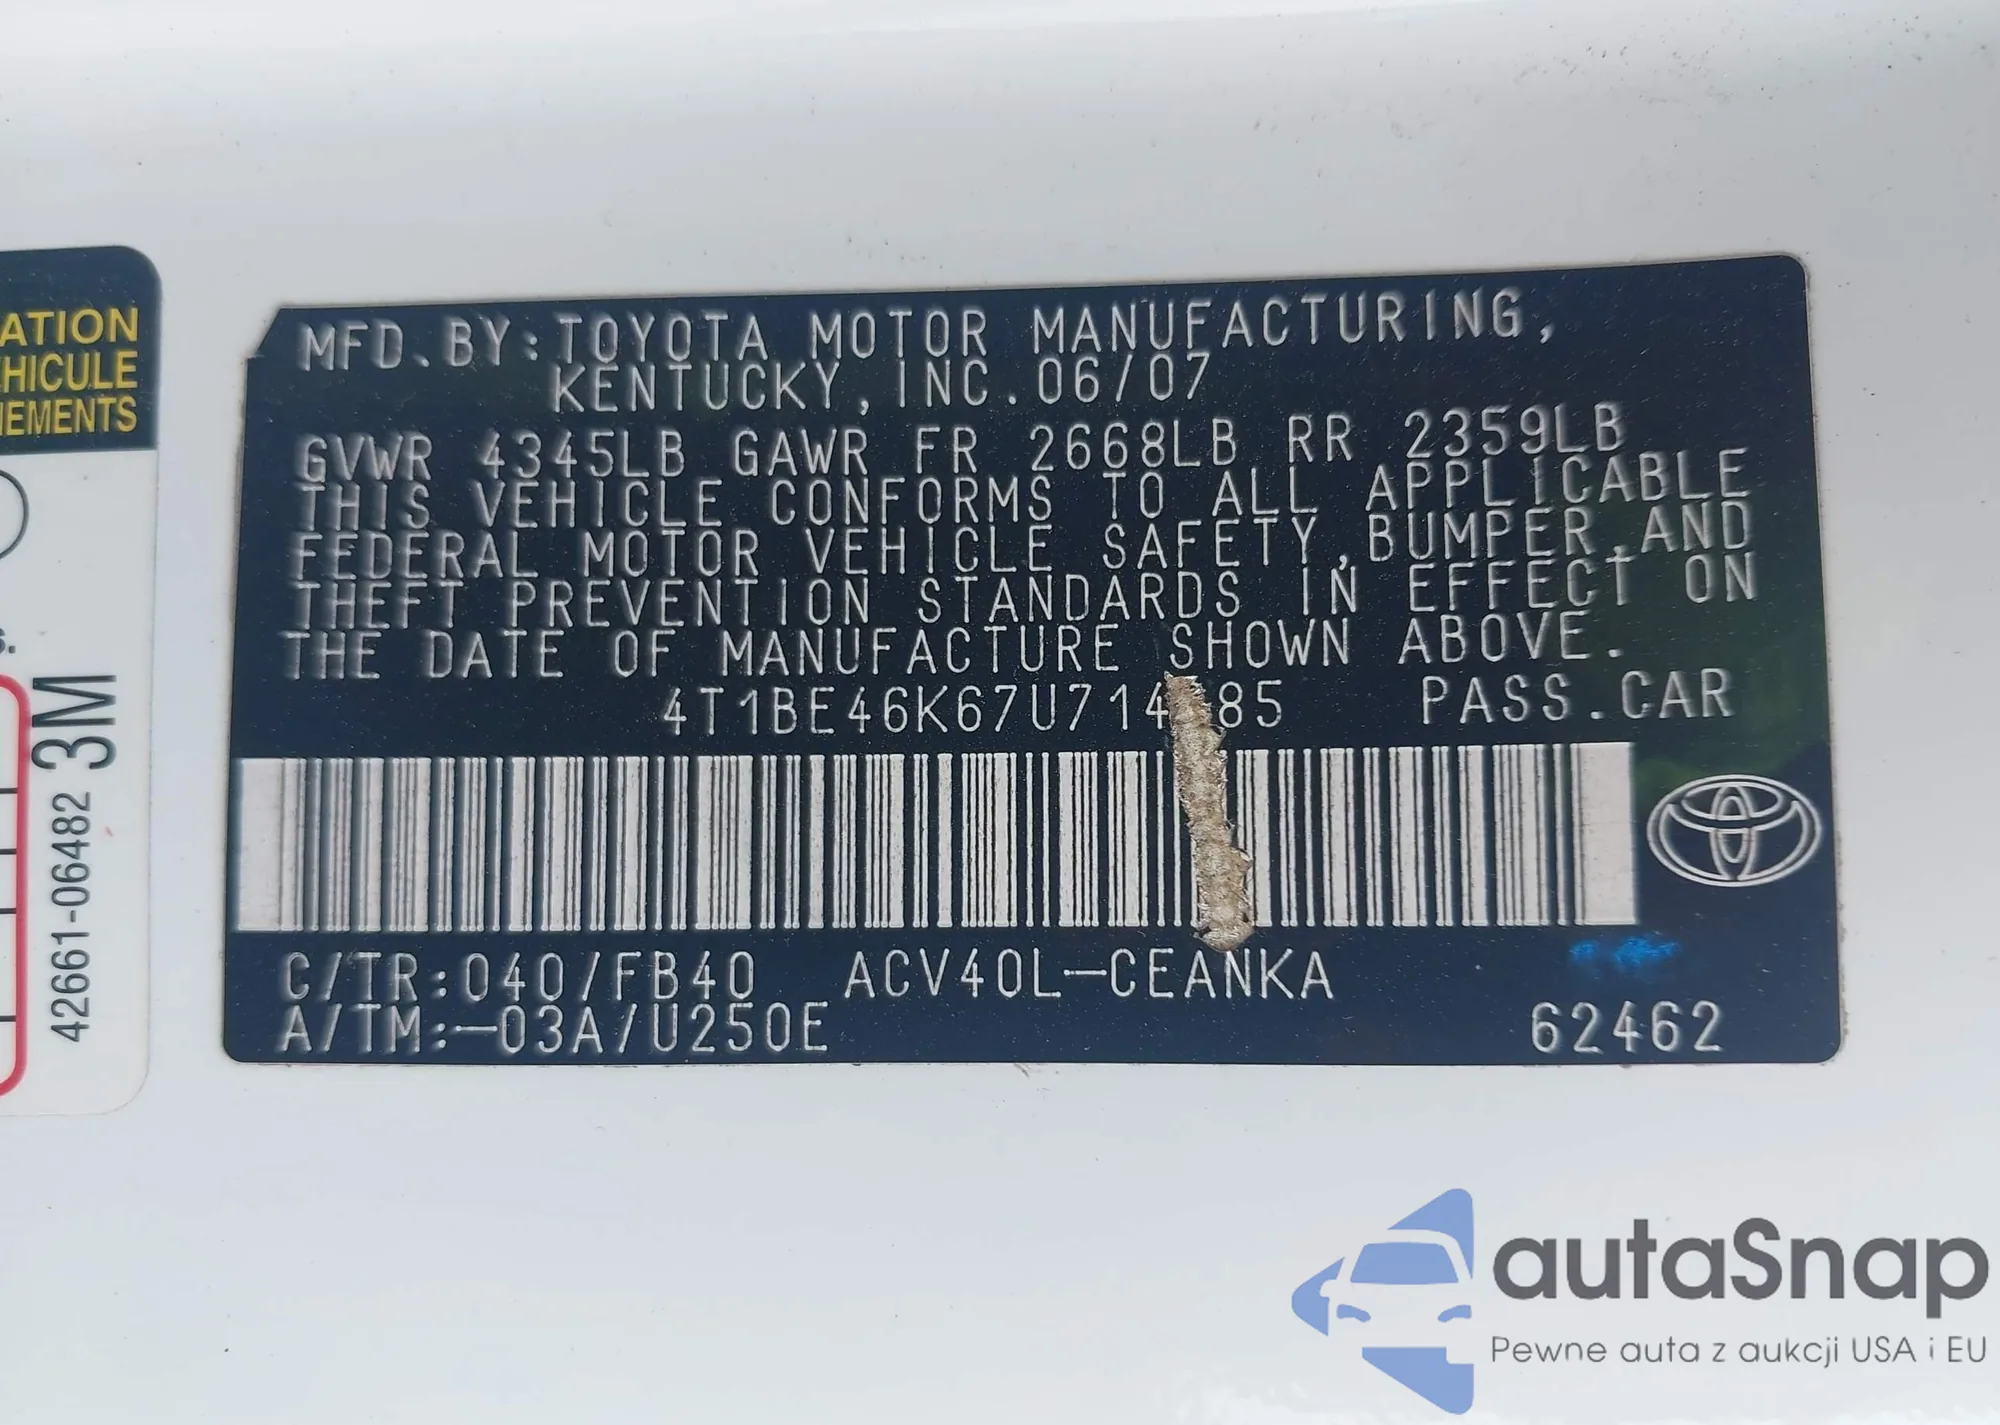 ATION
HICULE
NEMENTS
s.
3M
42661-06482
MFD.BY:TOYOTA MOTOR MANUFACTURING,
KENTUCKY,INC.06/07
GVWR 4345LB GAWR FR 2668LB RR 2359LB
THIS VEHICLE CONFORMS TO ALL APPLICABLE
FEDERAL MOTOR VEHICLE SAFETY,BUMPER,AND
THEFT PREVENTION STANDARDS IN EFFECT ON
THE DATE OF MANUFACTURE SHOWN ABOVE.
4T1BE46K67U714 85 PASS.CAR
C/TR:040/FB40 ACV40L-CEANKA
A/TM:-03A/U250E 62462
autaSnap
Pewne auta z aukcji USA i EU